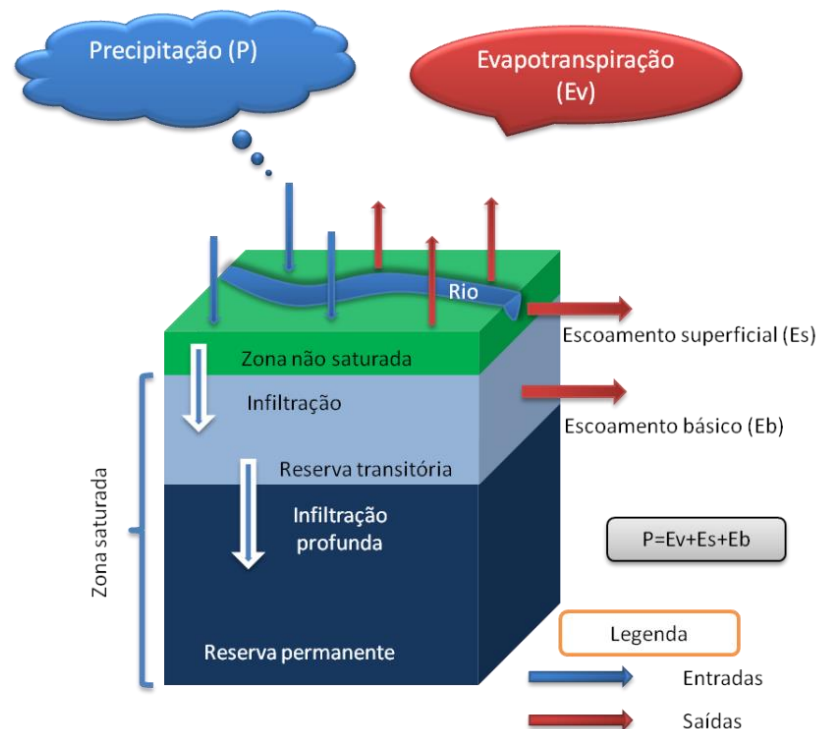 Precipitação (P)
Evapotranspiração
(Ev)
Rio
Escoamento superficial (Es)
Zona não saturada
Infiltração
Escoamento básico (Eb)
Reserva transitória
Zona saturada
Infiltração
profunda
P=Ev+Es+Eb
Reserva permanente
Legenda
Entradas
Saídas